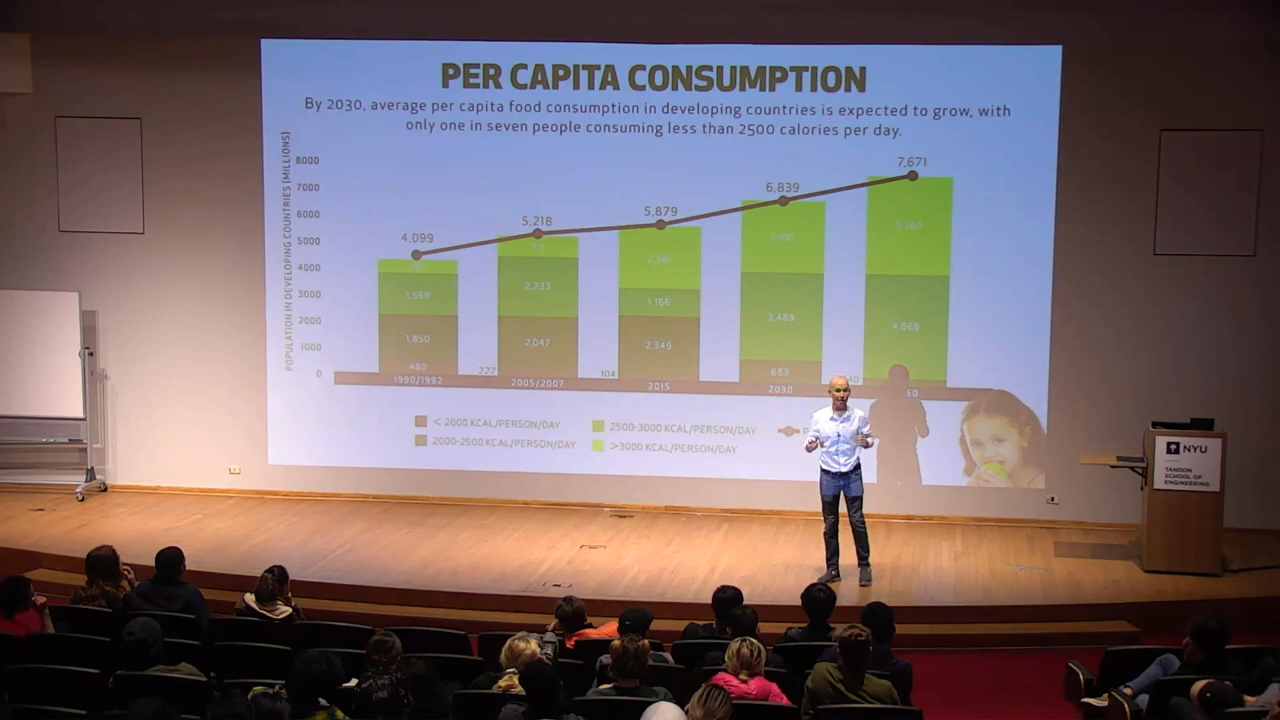 PER CAPITA CONSUMPTION
By 2030, average per capita food consumption in developing countries is expected to grow, with
only one in seven people consuming less than 2500 calories per day.
POPULATION IN DEVELOPING COUNTRIES (MILLIONS)
8000
7000
6000
5000
4000
3000
2000
1000
0
4,099
5,218
5,879
6,839
7,671
1,559
1,850
480
2,233
2,047
222
1,166
2,349
104
3,489
683
4,069
50
1990/1992
2005/2007
2015
2030
< 2000 KCAL/PERSON/DAY
2000-2500 KCAL/PERSON/DAY
2500-3000 KCAL/PERSON/DAY
>3000 KCAL/PERSON/DAY
NYU
TANDON
SCHOOL OF
ENGINEERING